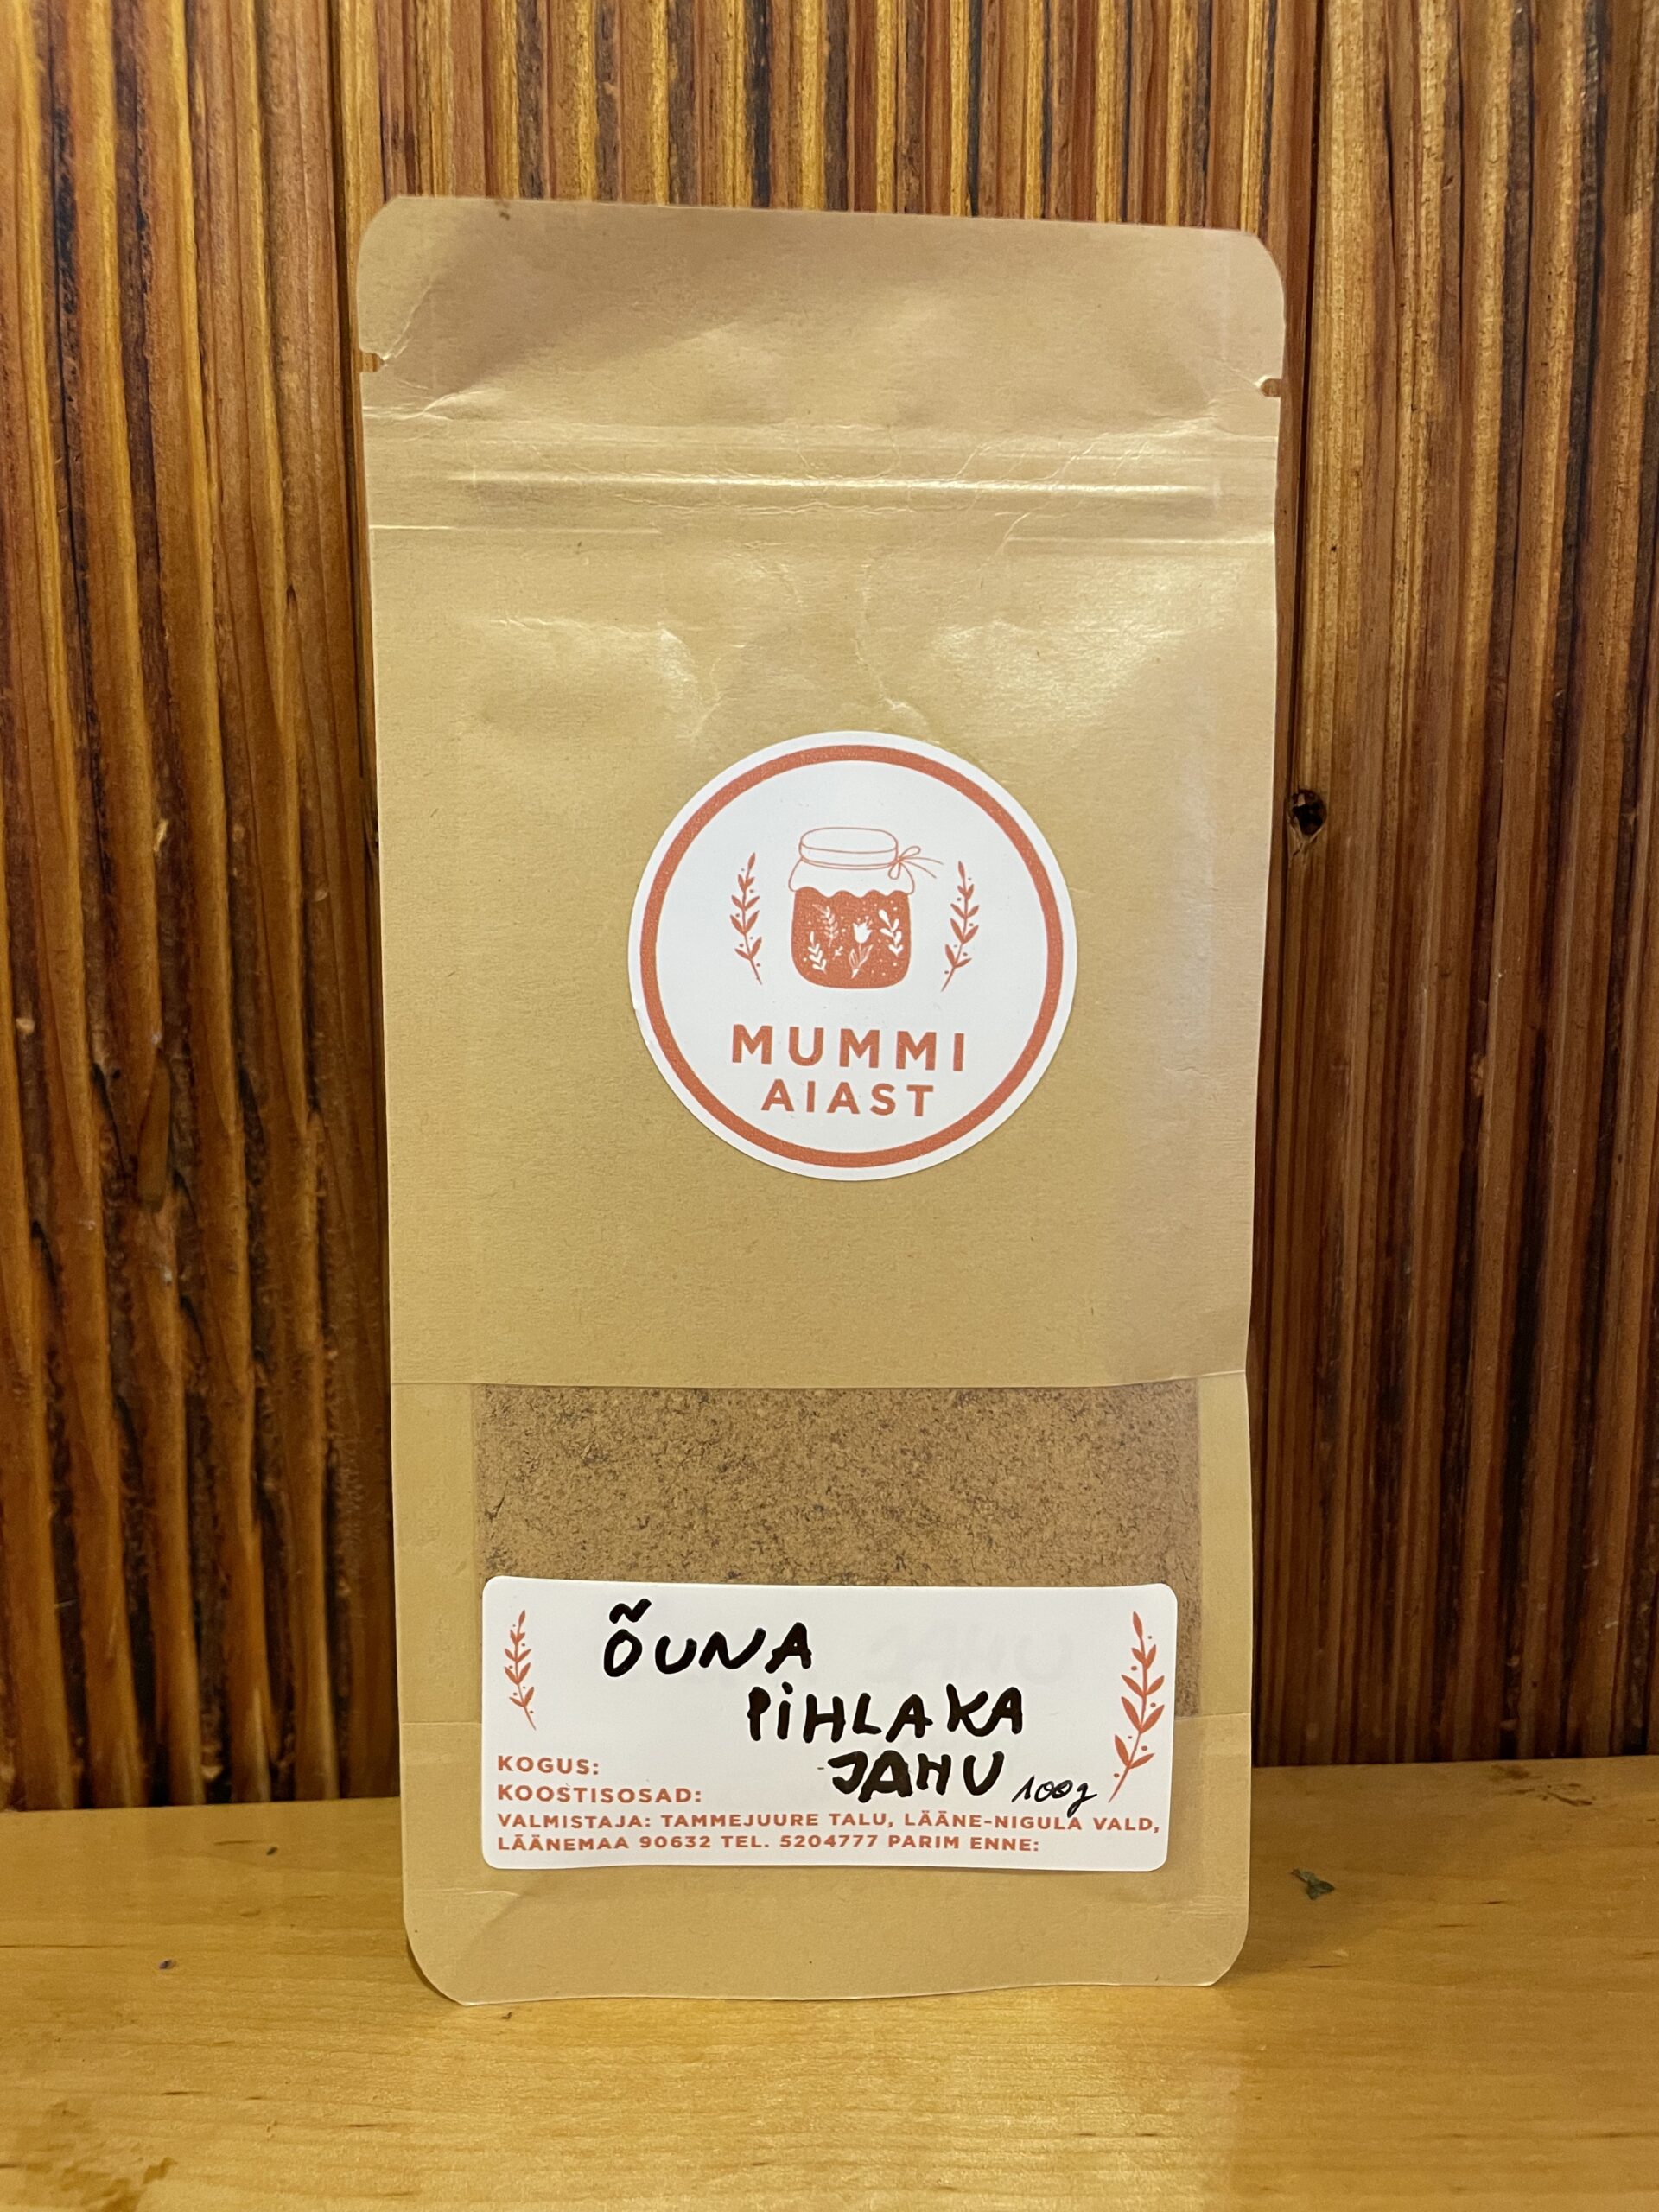 MUMMI
AIAST
ÕUNA
PIHLAKA
KOGUS:
JAHU 100g
KOOSTISOSAD:
VALMISTAJA: TAMMEJUURE TALU, LÄÄNE-NIGULA VALD,
LÄÄNEMAA 90632 TEL. 5204777 PARIM ENNE: